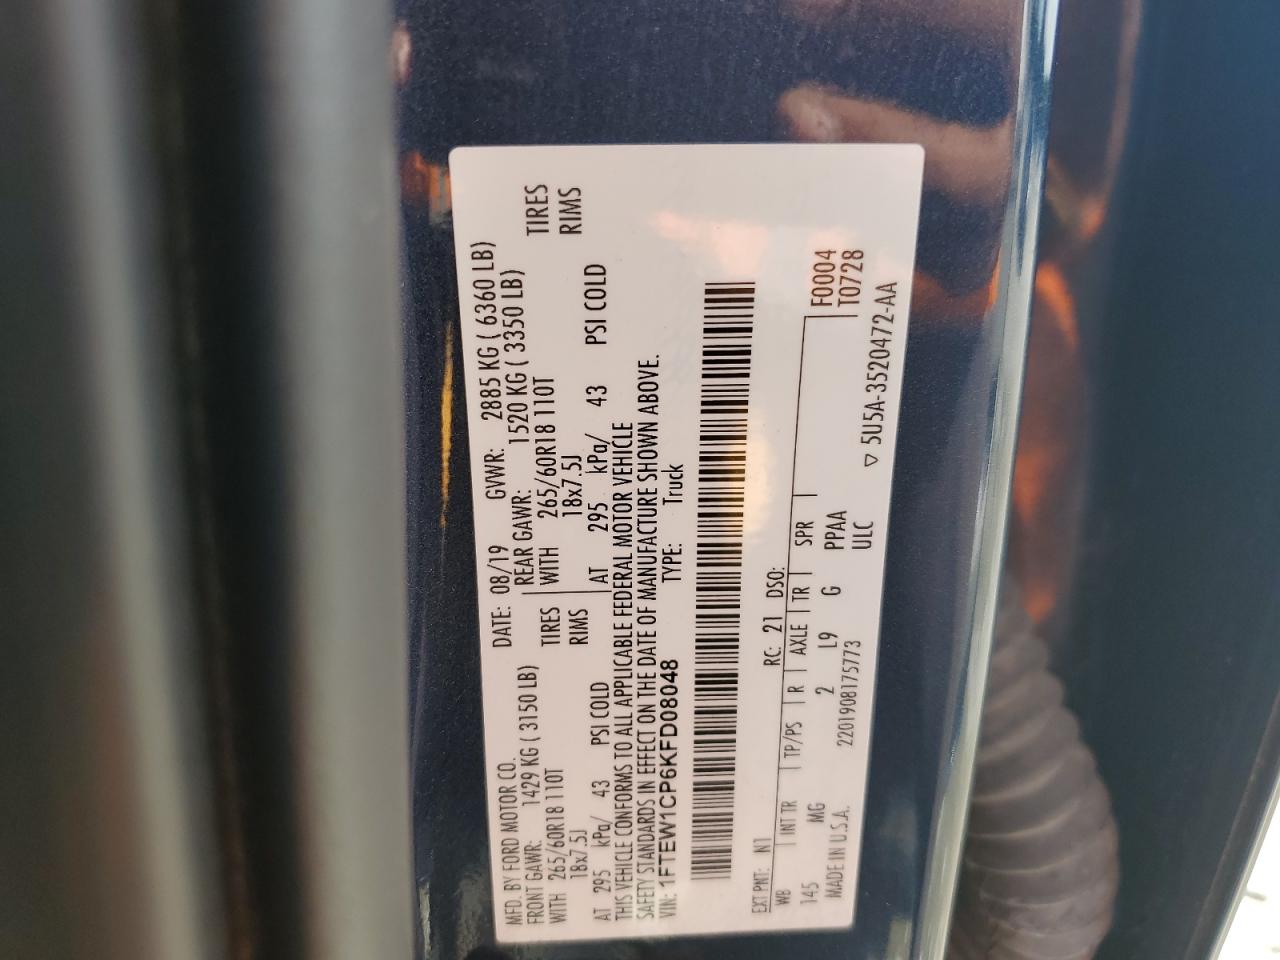 MFD. BY FORD MOTOR CO. DATE: 08/19 GVWR: 2885 KG ( 6360 LB)
FRONT GAWR: 1429 KG ( 3150 LB) REAR GAWR: 1520 KG ( 3350 LB)
WITH 265/60R18 110T TIRES WITH 265/60R18 110T TIRES
18x7.5J RIMS 18x7.5J RIMS
AT 295 kPa/ 43 PSI COLD AT 295 kPa/ 43 PSI COLD
THIS VEHICLE CONFORMS TO ALL APPLICABLE FEDERAL MOTOR VEHICLE
SAFETY STANDARDS IN EFFECT ON THE DATE OF MANUFACTURE SHOWN ABOVE.
VIN: 1FTEW1CP6KFD08048 TYPE: Truck
EXT PNT: N1 RC: 21 DSO:
WB INT TR TP/PS R AXLE TR SPR F0004
145 MG 2 L9 G PPAA T0728
MADE IN U.S.A. 2201908175773 ULC
▽ 5U5A-3520472-AA